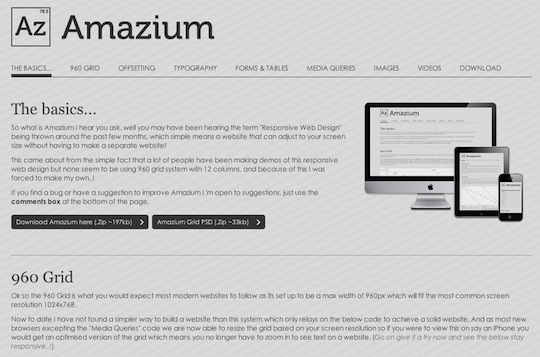 78.5
Az Amazium
THE BASICS... 960 GRID OFFSETTING TYPOGRAPHY FORMS & TABLES MEDIA QUERIES IMAGES VIDEOS DOWNLOAD
The basics...
So what is Amazium I hear you ask, well you may have been hearing the term "Responsive Web Design"
being thrown around the past few months, which simple means a website that can adjust to your screen
size without having to make a separate website!
This came about from the simple fact that a lot of people have been making demos of this responsive
web design but none seem to be using 960 grid system with 12 columns, and because of this I was
forced to make my own..!
If you find a bug or have a suggestion to improve Amazium I 'm open to suggestions, just use the
comments box at the bottom of the page.
Download Amazium here (.Zip ~197kb)
Amazium Grid PSD (.Zip ~33kb)
Az Amazium
960 Grid
Ok so the 960 Grid is what you would expect most modern websites to follow as its set up to be a max width of 960px which will fit the most common screen
resolution 1024x768.
Now to date I have not found a simpler way to build a website than this system which only relies on the below code to achieve a solid website. And as most new
browsers excepting the "Media Queries" code we are now able to resize the grid based on your screen resolution so if you were to view this on say an iPhone you
would get an optimised version of the grid which means you no longer have to zoom in to see text on a website. (Go on give it a try now and see the below stay
responsive..!)